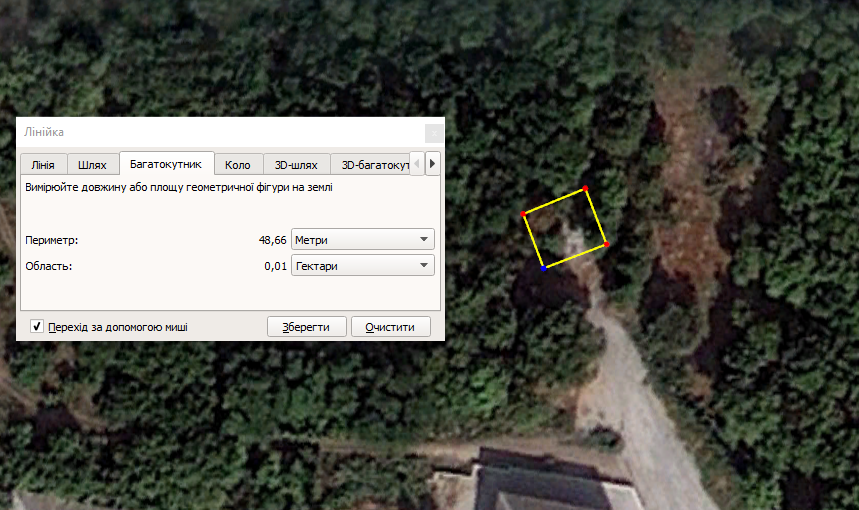 Лінійка
Лінія Шлях Багатокутник Коло 3D-шлях 3D-багатокут
Вимірюйте довжину або площу геометричної фігури на землі
Периметр: 48,66 Метри
Область: 0,01 Гектари
Перехід за допомогою миші Зберегти Очистити